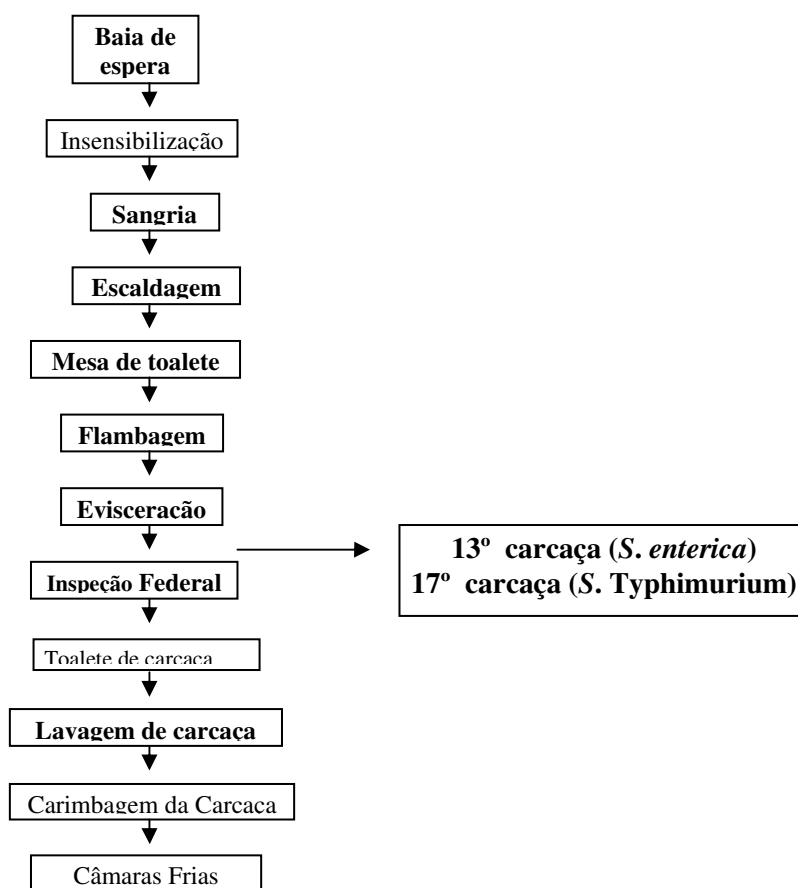 Baia de
espera
Insensibilização
Sangria
Escaldagem
Mesa de toalete
Flambagem
Evisceração
13º carcaça (S. enterica)
17º carcaça (S. Typhimurium)
Inspeção Federal
Toalete de carcaça
Lavagem de carcaça
Carimbagem da Carcaça
Câmaras Frias